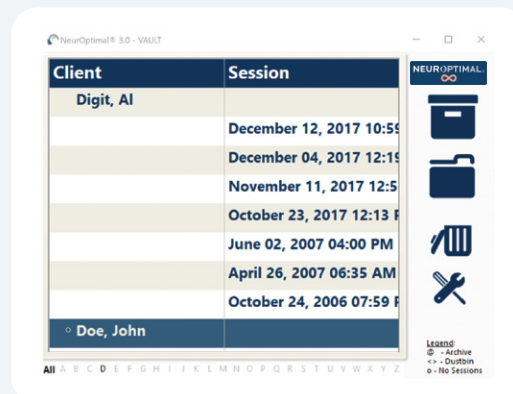 NeurOptimal® 3.0 - VAULT
NEUROPTIMAL.
Client Session
Digit, Al
December 12, 2017 10:59
December 04, 2017 12:19
November 11, 2017 12:5
October 23, 2017 12:13 P
June 02, 2007 04:00 PM
April 26, 2007 06:35 AM
October 24, 2006 07:59 P
◦ Doe, John
Legend:
@ - Archive
<> - Dustbin
o - No Sessions
All A B C D E F G H I J K L M N O P Q R S T U V W X Y Z